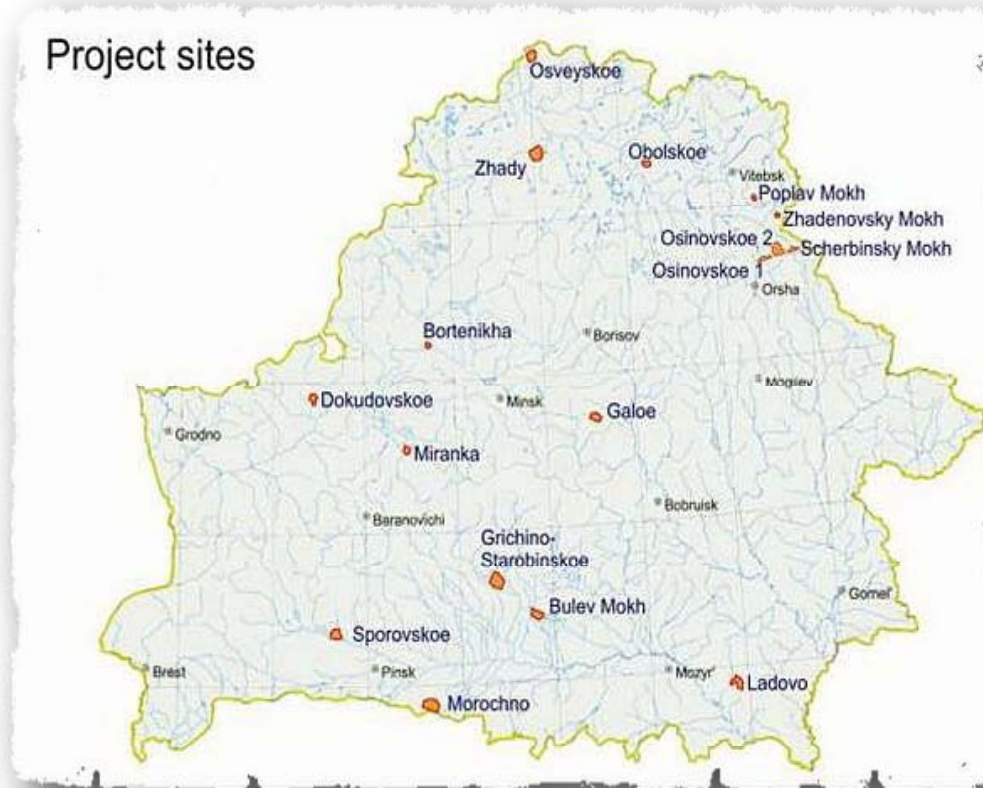 Project sites
Osveyskoe
Zhady
Obolskoe
Vitebsk
Poplav Mokh
Zhadenovsky Mokh
Osinovskoe 2
Scherbinsky Mokh
Osinovskoe 1
Orsha
Bortenikha
Borisov
Mogilev
Dokudovskoe
Minsk
Galoe
Grodno
Miranka
Bobruisk
Baranovichi
Grichino-
Starobinskoe
Gomel'
Bulev Mokh
Sporovskoe
Brest
Pinsk
Mozyr'
Ladovo
Morochno